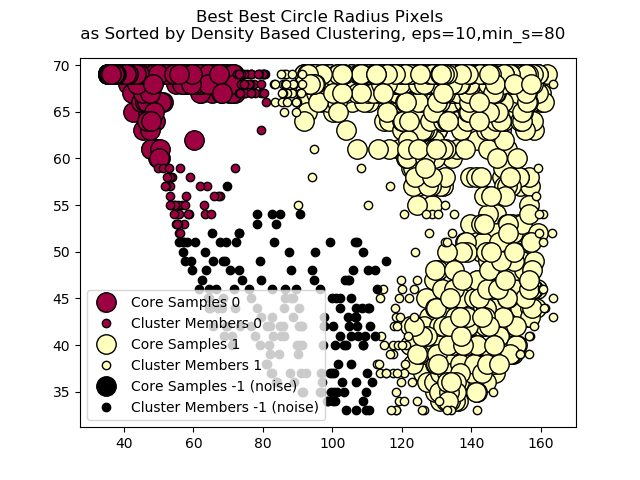 Best Best Circle Radius Pixels
as Sorted by Density Based Clustering, eps=10,min_s=80
70
65
60
55
50
45
40
35
Core Samples 0
Cluster Members 0
Core Samples 1
Cluster Members 1
Core Samples -1 (noise)
Cluster Members -1 (noise)
40 60 80 100 120 140 160